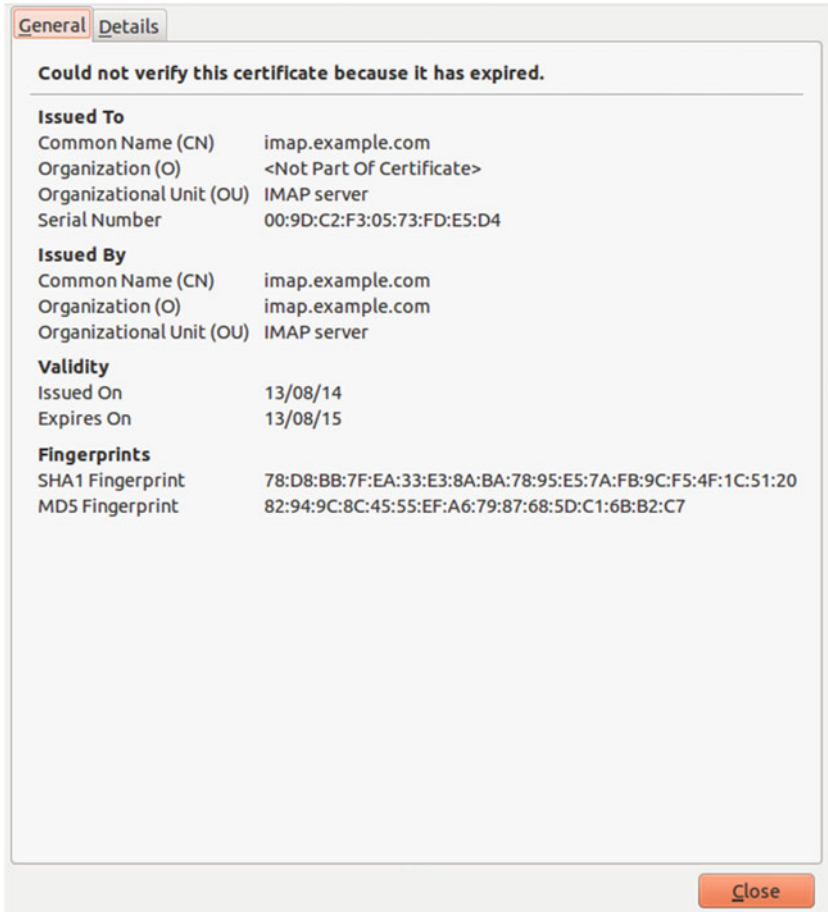 General Details
Could not verify this certificate because it has expired.
Issued To
Common Name (CN) imap.example.com
Organization (O) <Not Part Of Certificate>
Organizational Unit (OU) IMAP server
Serial Number 00:9D:C2:F3:05:73:FD:E5:D4
Issued By
Common Name (CN) imap.example.com
Organization (O) imap.example.com
Organizational Unit (OU) IMAP server
Validity
Issued On 13/08/14
Expires On 13/08/15
Fingerprints
SHA1 Fingerprint 78:D8:BB:7F:EA:33:E3:8A:BA:78:95:E5:7A:FB:9C:F5:4F:1C:51:20
MD5 Fingerprint 82:94:9C:8C:45:55:EF:A6:79:87:68:5D:C1:6B:B2:C7
Close